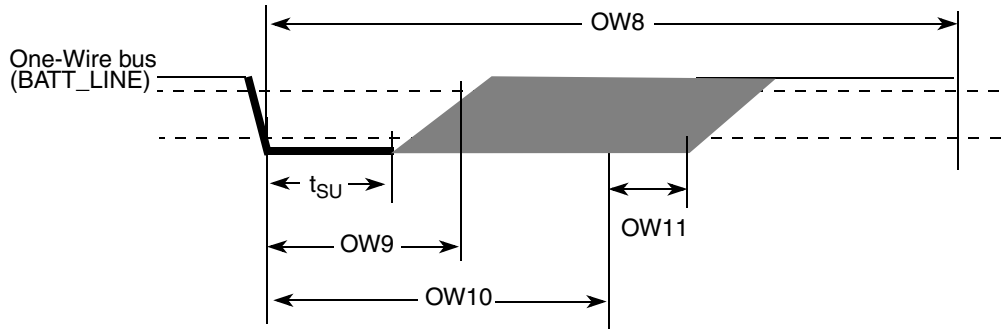 OW8
One-Wire bus
(BATT_LINE)
tSU
OW11
OW9
OW10